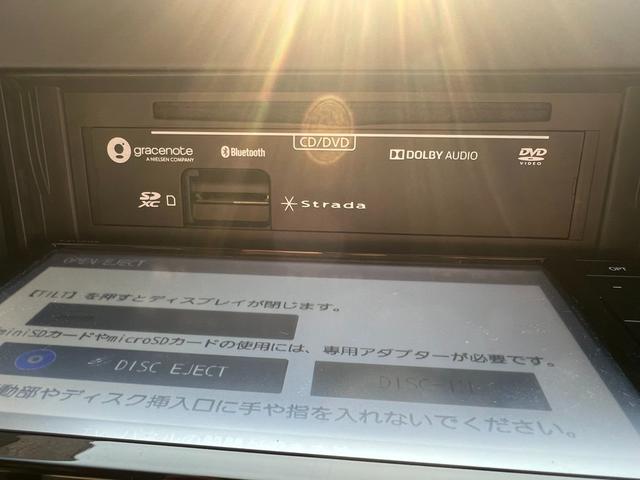 gracenote
A NIELSEN COMPANY
Bluetooth
CD/DVD
DOLBY AUDIO
DVD
VIDEO
SD
XC
Strada
OPEN/EJECT
OPT
【TILT】を押すとディスプレイが閉じます。
miniSDカードやmicroSDカードの使用には、専用アダプターが必要です。
DISC EJECT
動部やディスク挿入口に手や指を入れないでください。